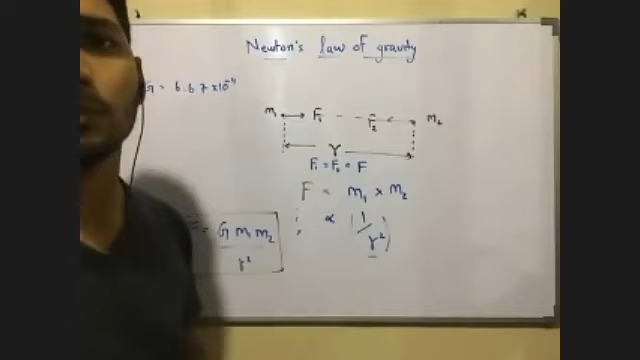 Newton's law of gravity
G = 6.67 × 10⁻¹¹
m₁ F₁ F₂ m₂
r
F₁ = F₂ = F
F = m₁ × m₂
∝ (1/r²)
= G m₁ m₂ / r²